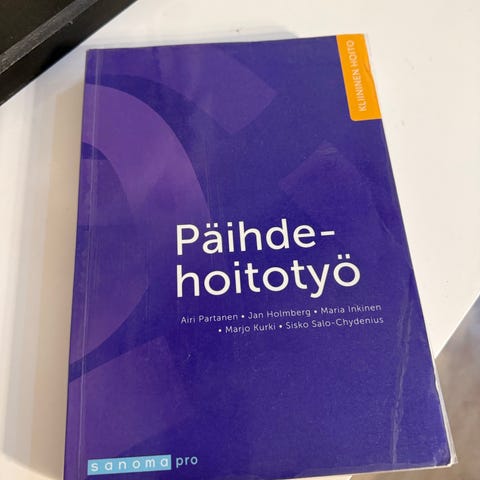 KLIININEN HOITO
Päihde-
hoitotyö
Airi Partanen • Jan Holmberg • Maria Inkinen
• Marjo Kurki • Sisko Salo-Chydenius
sanoma pro